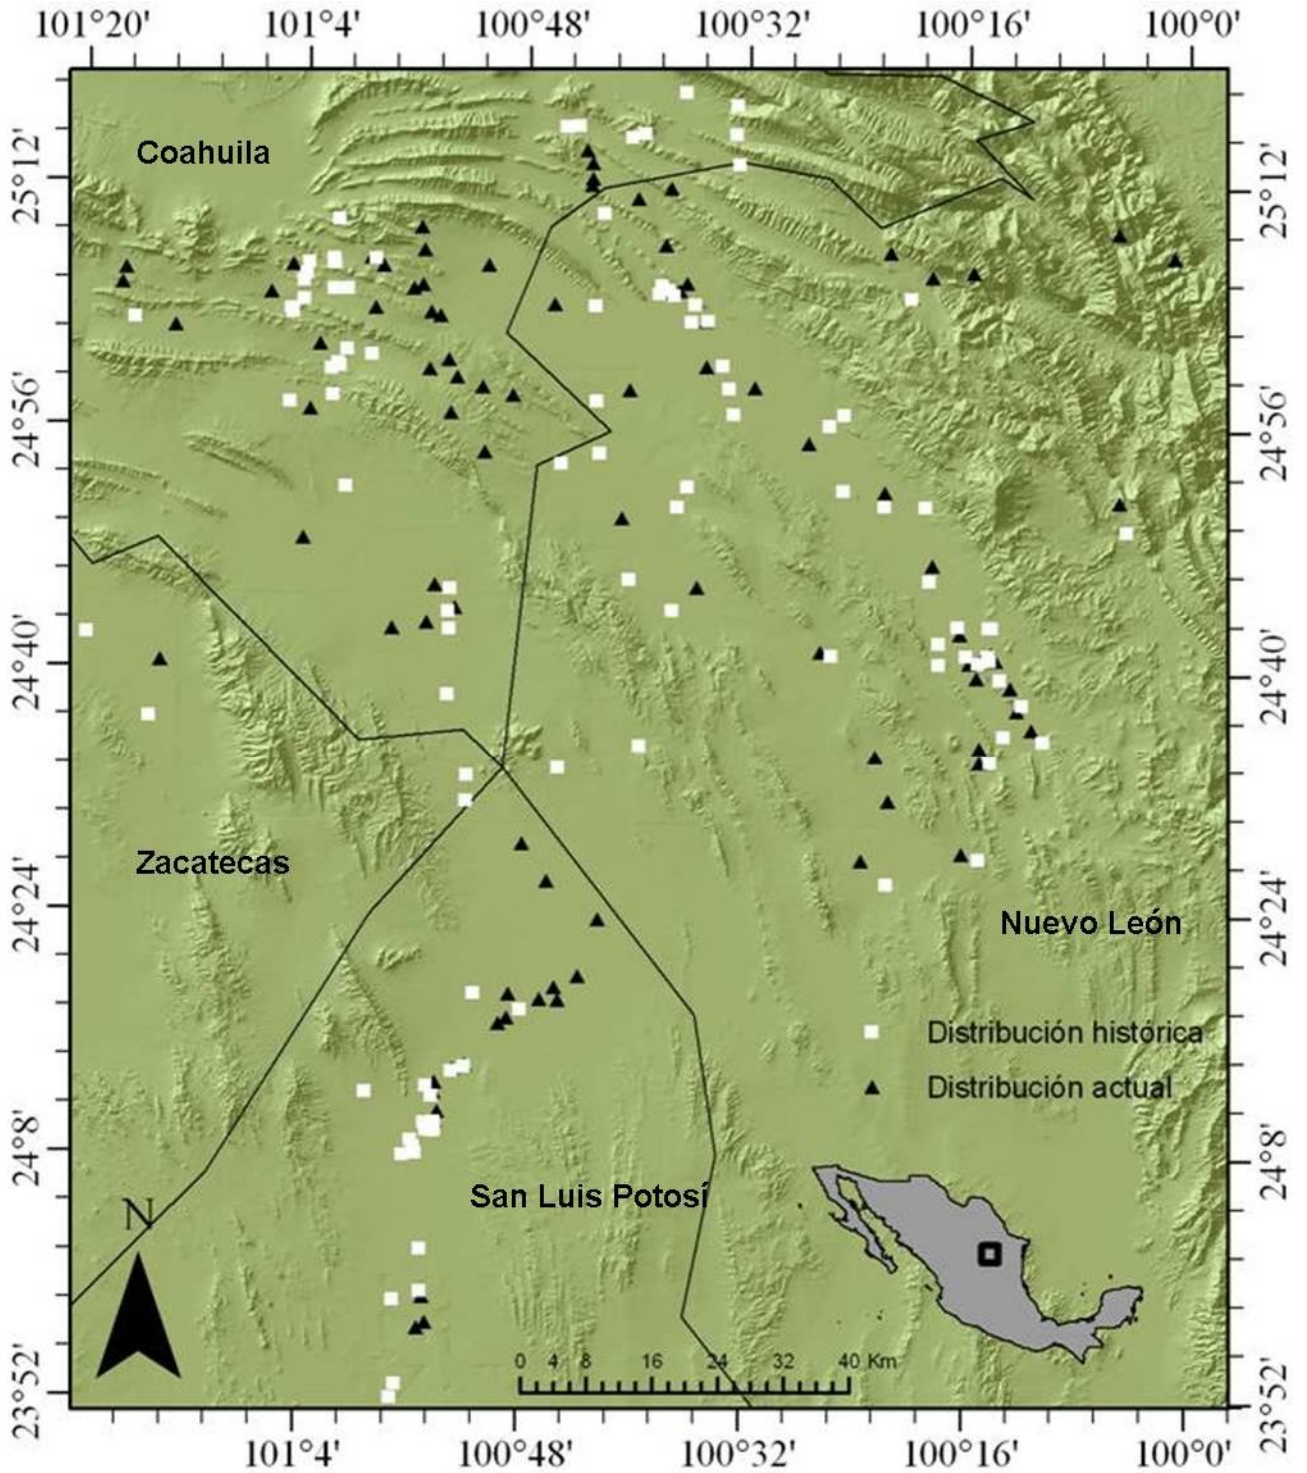 101°20' 101°4' 100°48' 100°32' 100°16' 100°0'
Coahuila
25°12' 25°12'
24°56' 24°56'
24°40' 24°40'
Zacatecas
24°24' 24°24'
Nuevo León
Distribución histórica
Distribución actual
24°8' 24°8'
San Luis Potosí
N
0 4 8 16 24 32 40 Km
23°52' 23°52'
101°4' 100°48' 100°32' 100°16' 100°0'